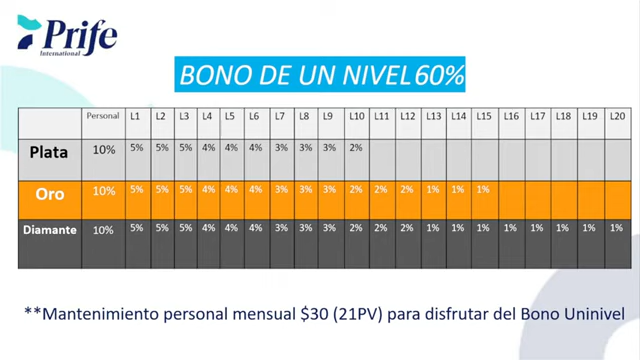 Prife
International
BONO DE UN NIVEL 60%
Personal L1 L2 L3 L4 L5 L6 L7 L8 L9 L10 L11 L12 L13 L14 L15 L16 L17 L18 L19 L20
Plata 10% 5% 5% 5% 4% 4% 4% 3% 3% 3% 2%
Oro 10% 5% 5% 5% 4% 4% 4% 3% 3% 3% 2% 2% 2% 1% 1% 1%
Diamante 10% 5% 5% 5% 4% 4% 4% 3% 3% 3% 2% 2% 2% 1% 1% 1% 1% 1% 1% 1% 1%
**Mantenimiento personal mensual $30 (21PV) para disfrutar del Bono Uninivel